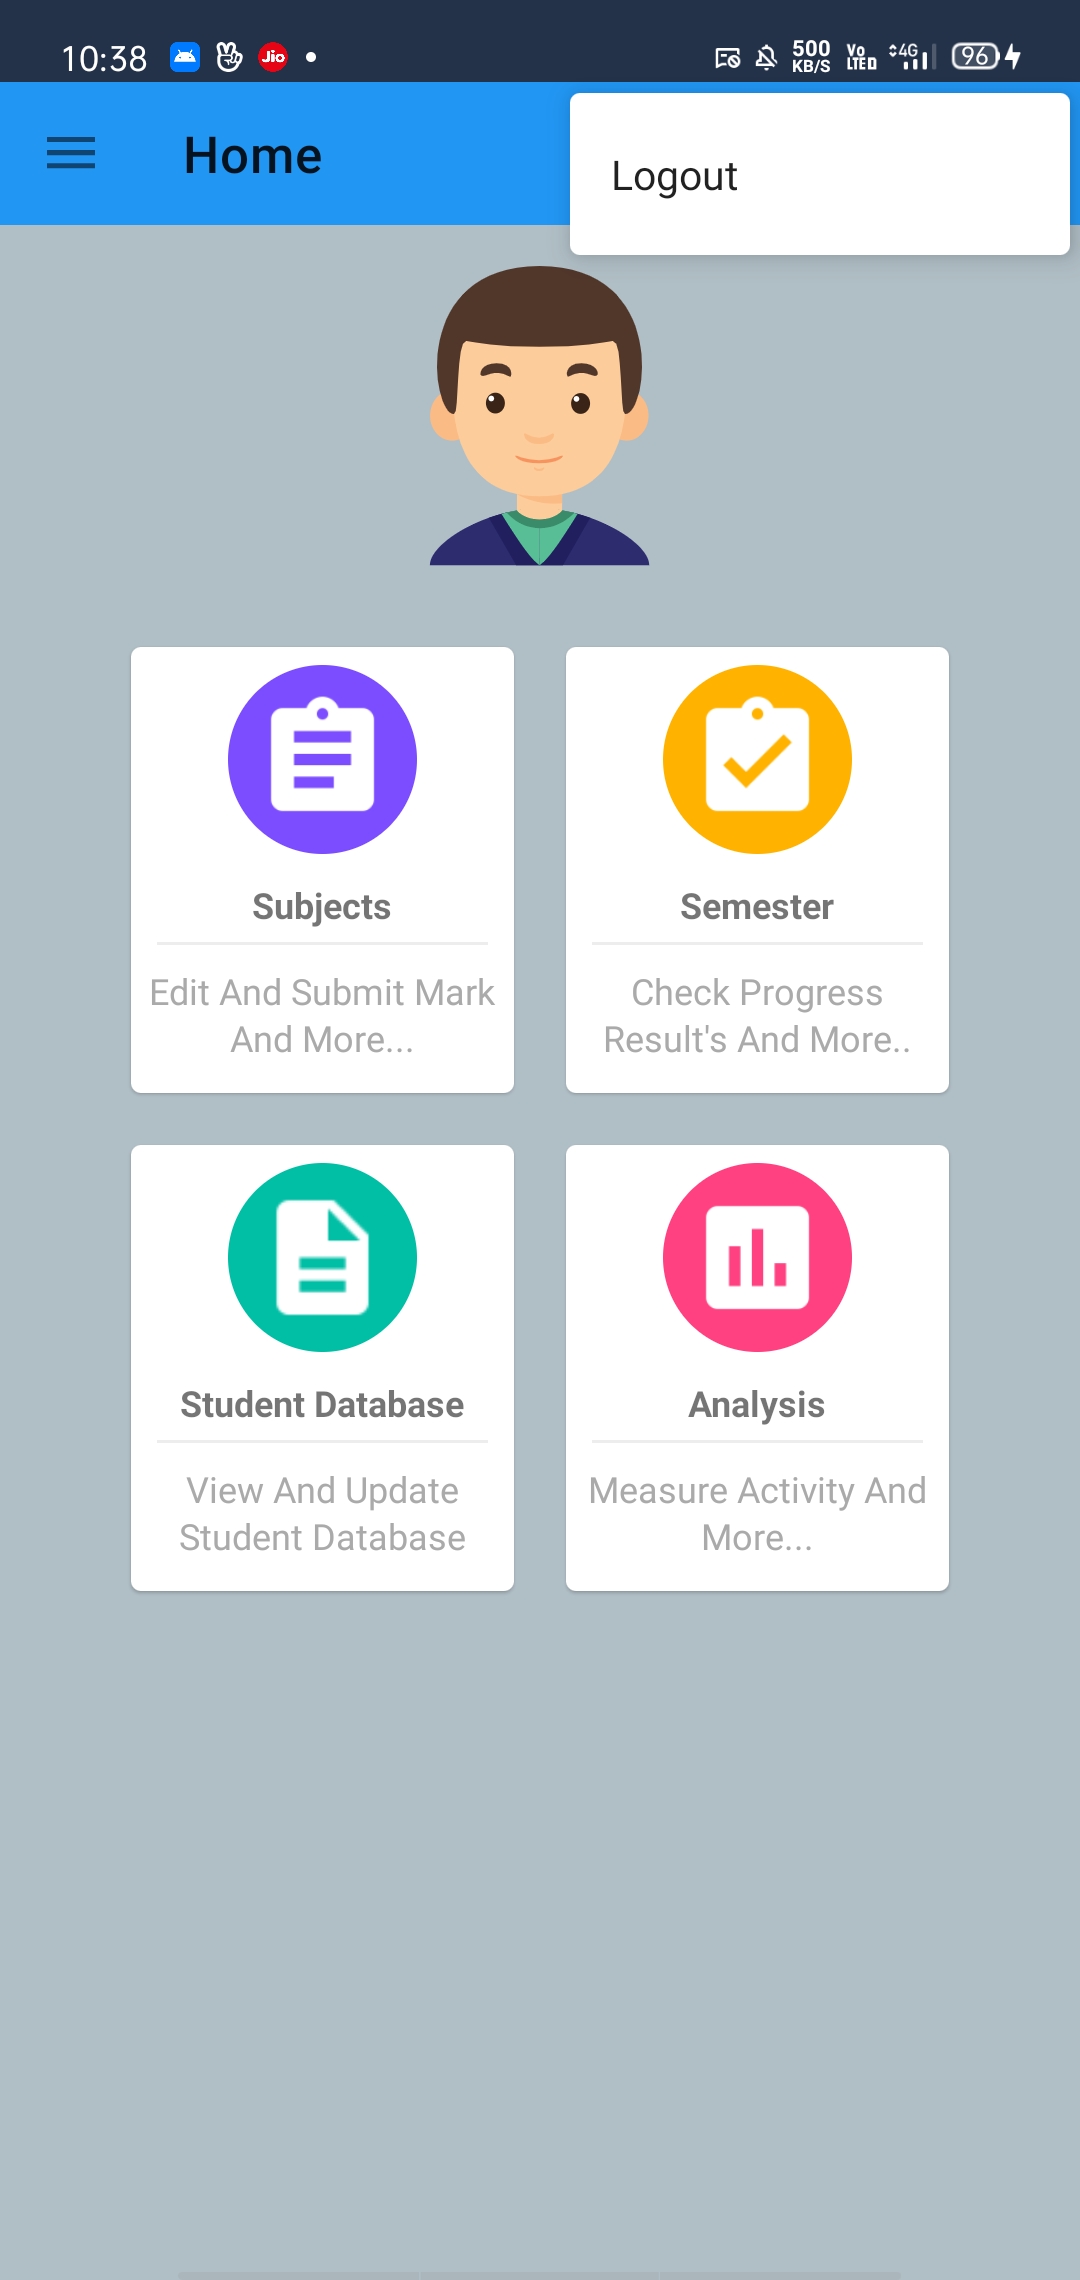 10:38 Jio 500 KB/S Vo LTED 4G 96
Home
Logout
Subjects
Edit And Submit Mark
And More...
Semester
Check Progress
Result's And More..
Student Database
View And Update
Student Database
Analysis
Measure Activity And
More...